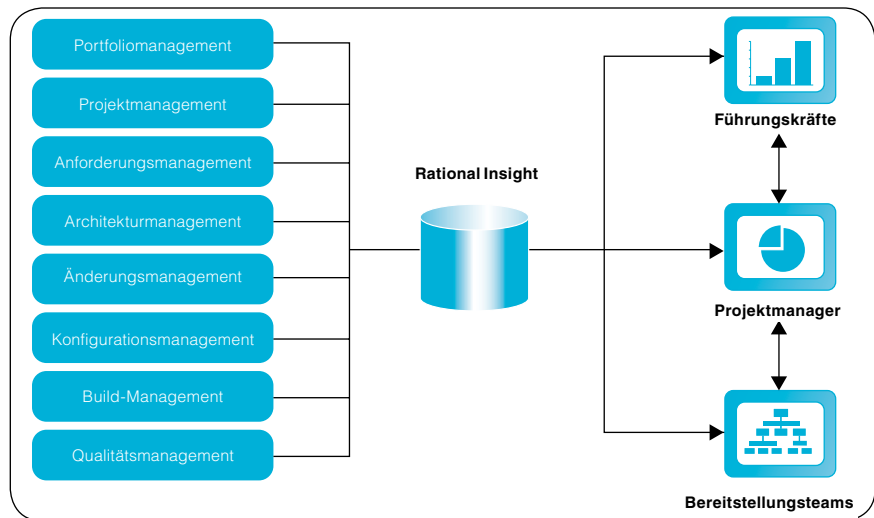 Portfoliomanagement
Projektmanagement
Anforderungsmanagement
Architekturmanagement
Änderungsmanagement
Konfigurationsmanagement
Build-Management
Qualitätsmanagement
Rational Insight
Führungskräfte
Projektmanager
Bereitstellungsteams